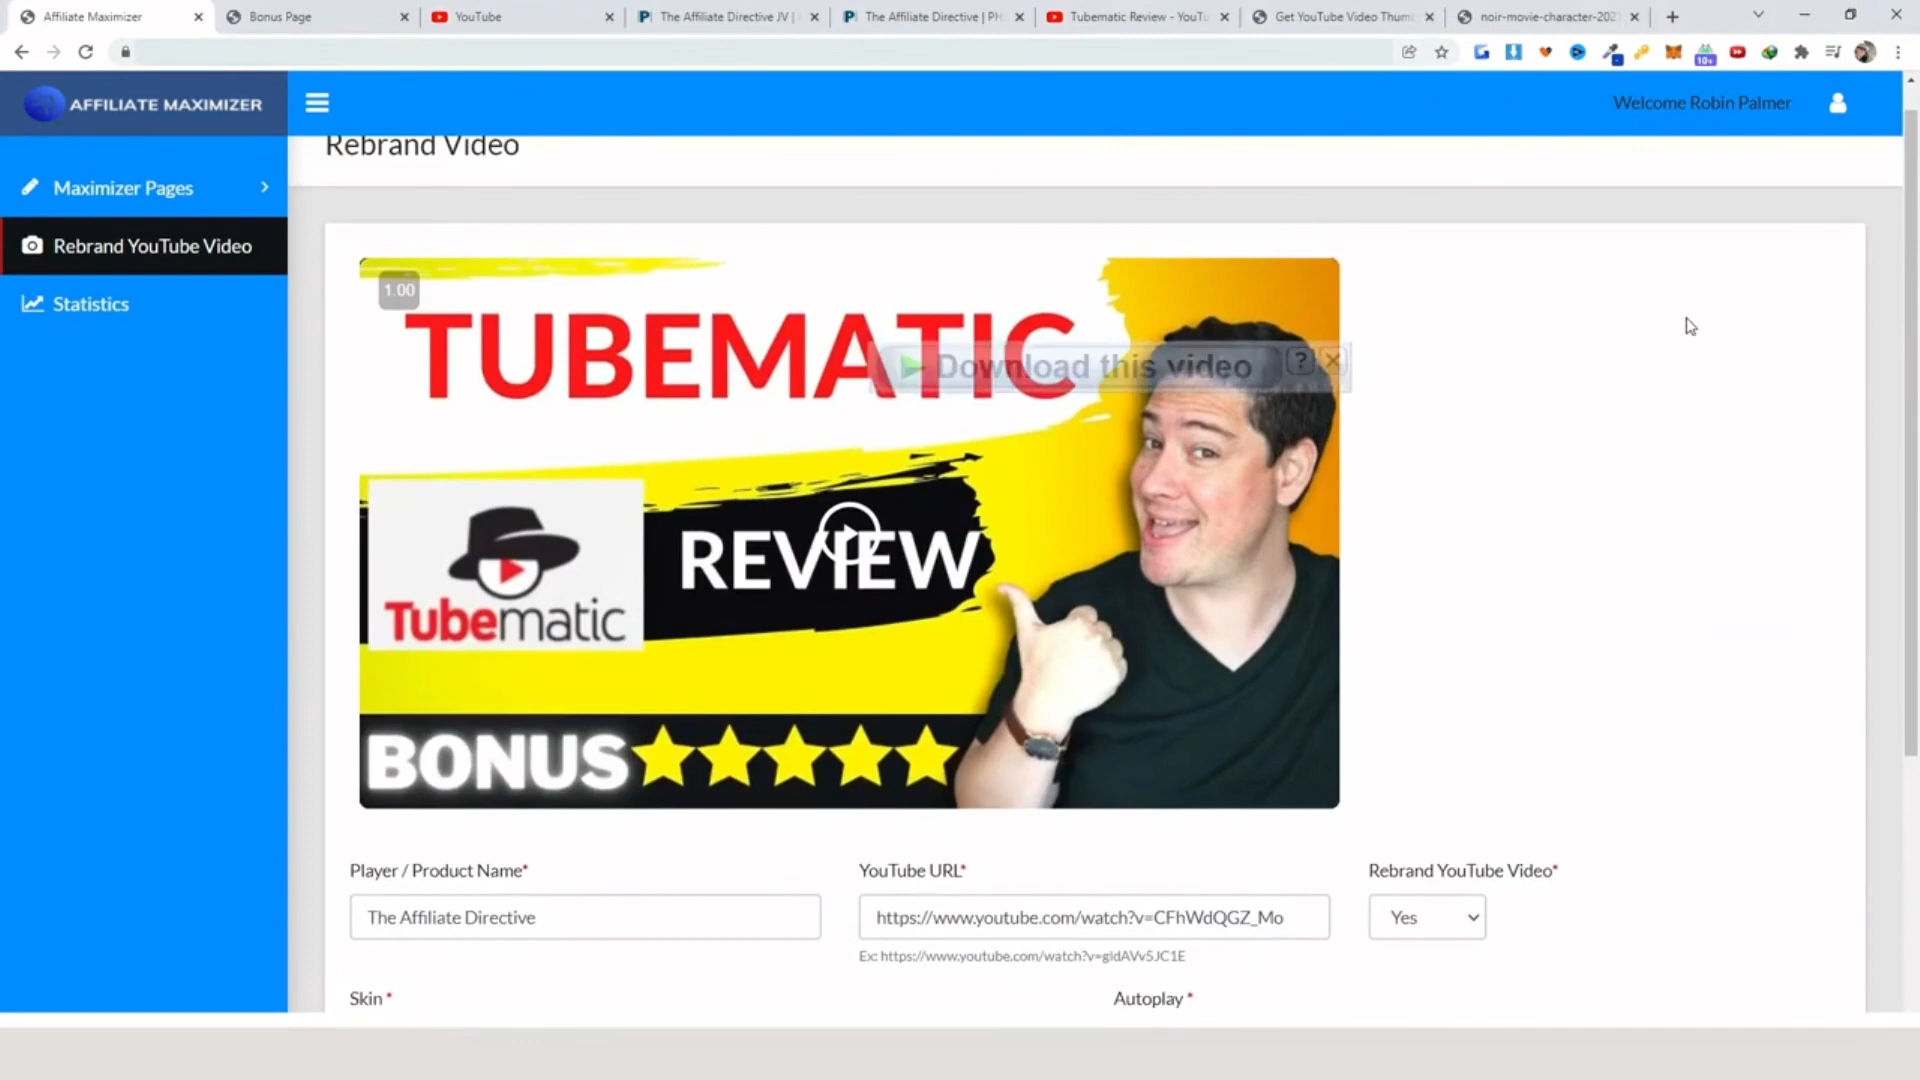 Affiliate Maximizer
Bonus Page
YouTube
The Affiliate Directive JV |
The Affiliate Directive | PH
Tubematic Review - YouTu
Get YouTube Video Thum
noir-movie-character-202
10+
AFFILIATE MAXIMIZER
Welcome Robin Palmer
Rebrand Video
Maximizer Pages
Rebrand YouTube Video
Statistics
1.00
TUBEMATIC
Download this video
?
REVIEW
Tubematic
BONUS
Player / Product Name*
YouTube URL*
Rebrand YouTube Video*
The Affiliate Directive
https://www.youtube.com/watch?v=CFhWdQGZ_Mo
Yes
Ex: https://www.youtube.com/watch?v=gldAVv5JC1E
Skin *
Autoplay *